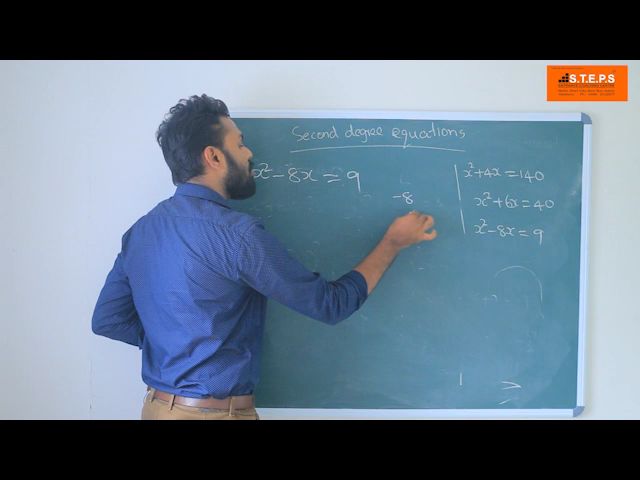 S.T.E.P.S
Second degree equations
x² - 8x = 9
-8
x² + 4x = 140
x² + 6x = 40
x² - 8x = 9